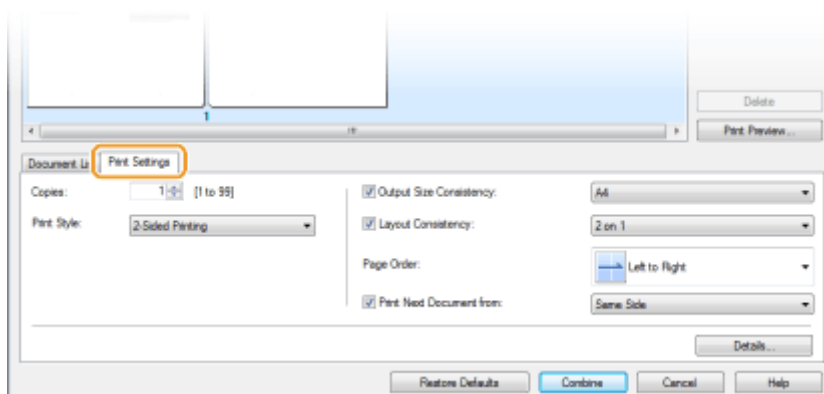 Delete
1
Print Preview...
Document Li
Print Settings
Copies: 1 [1 to 99]
Output Size Consistency: A4
Print Style: 2-Sided Printing
Layout Consistency: 2 on 1
Page Order: Left to Right
Print Next Document from: Same Side
Details...
Restore Defaults Combine Cancel Help